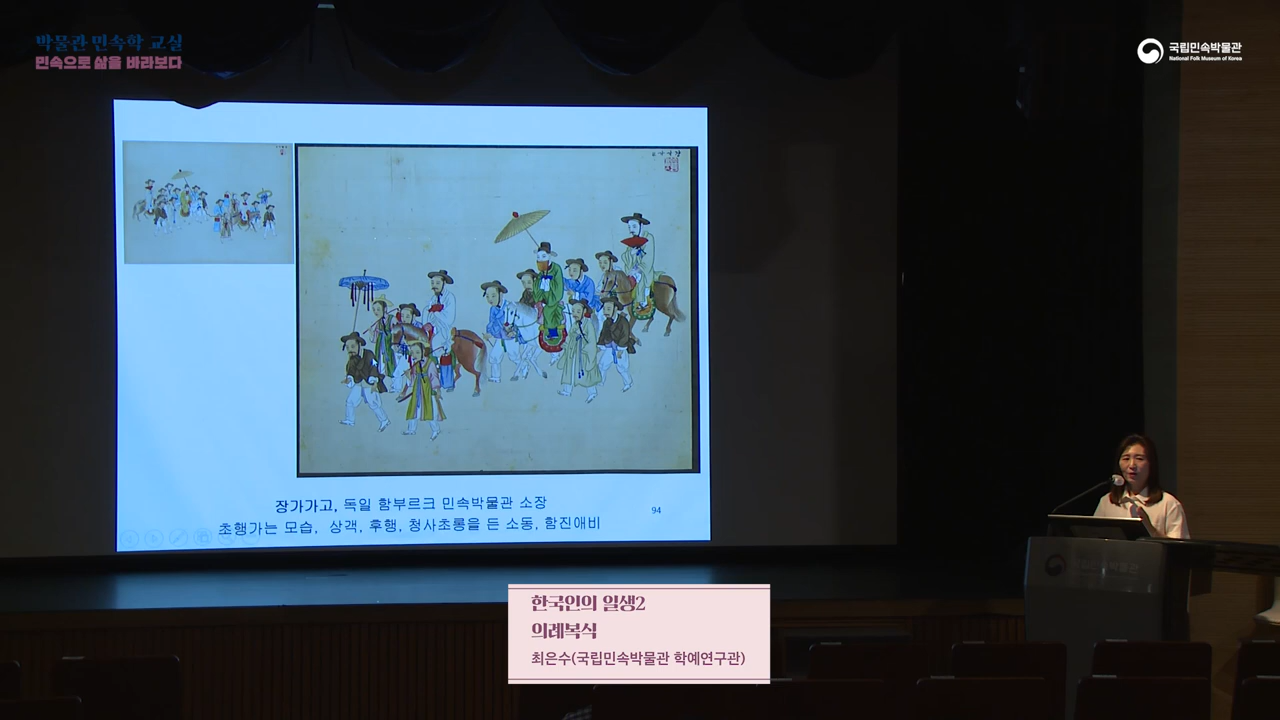 박물관 민속학 교실
민속으로 삶을 바라보다
국립민속박물관
National Folk Museum of Korea
장가가고, 독일 함부르크 민속박물관 소장
초행가는 모습, 상객, 후행, 청사초롱을 든 소동, 함진애비
94
한국인의 일생2
의례복식
최은수(국립민속박물관 학예연구관)